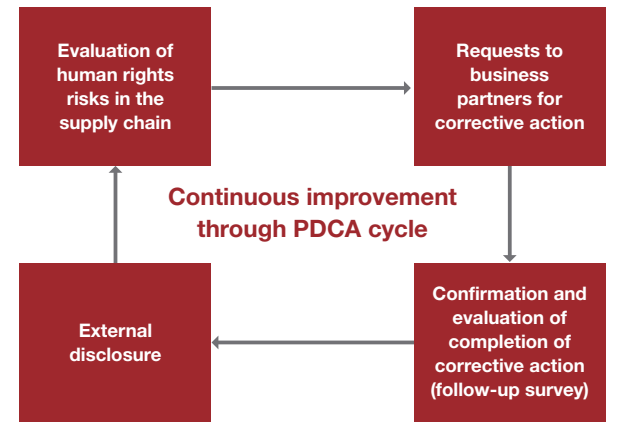 Evaluation of
human rights
risks in the
supply chain
Requests to
business
partners for
corrective action
Continuous improvement
through PDCA cycle
External
disclosure
Confirmation and
evaluation of
completion of
corrective action
(follow-up survey)